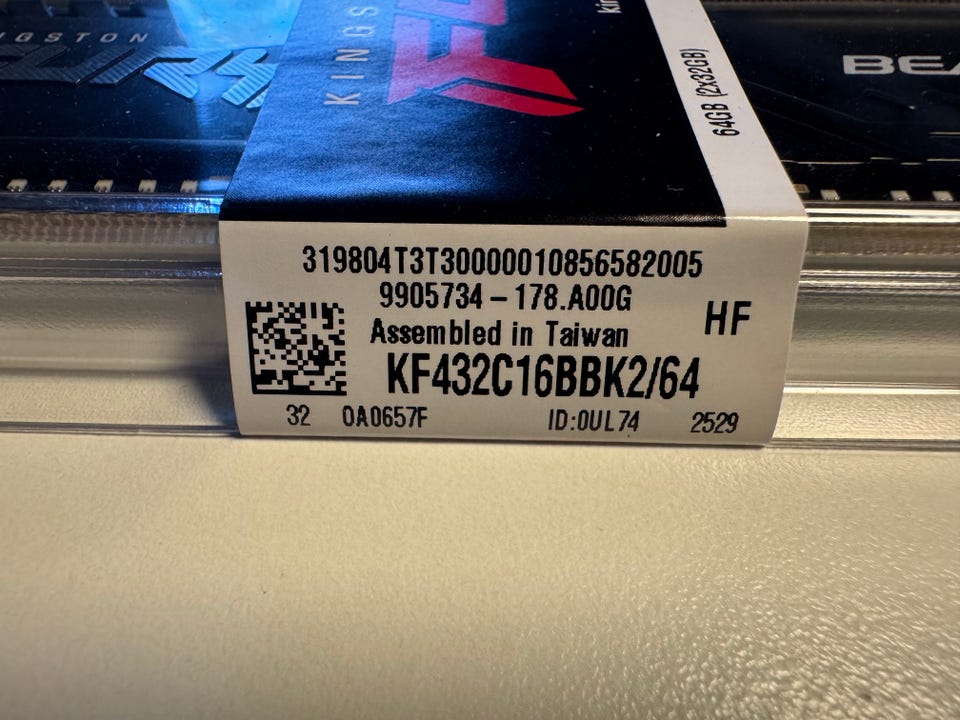 KINGSTON
KINGS
64GB (2x32GB)
BEA
319804T3T30000010856582005
9905734 – 178.A00G
Assembled in Taiwan
HF
KF432C16BBK2/64
32 0A0657F ID:0UL74 2529